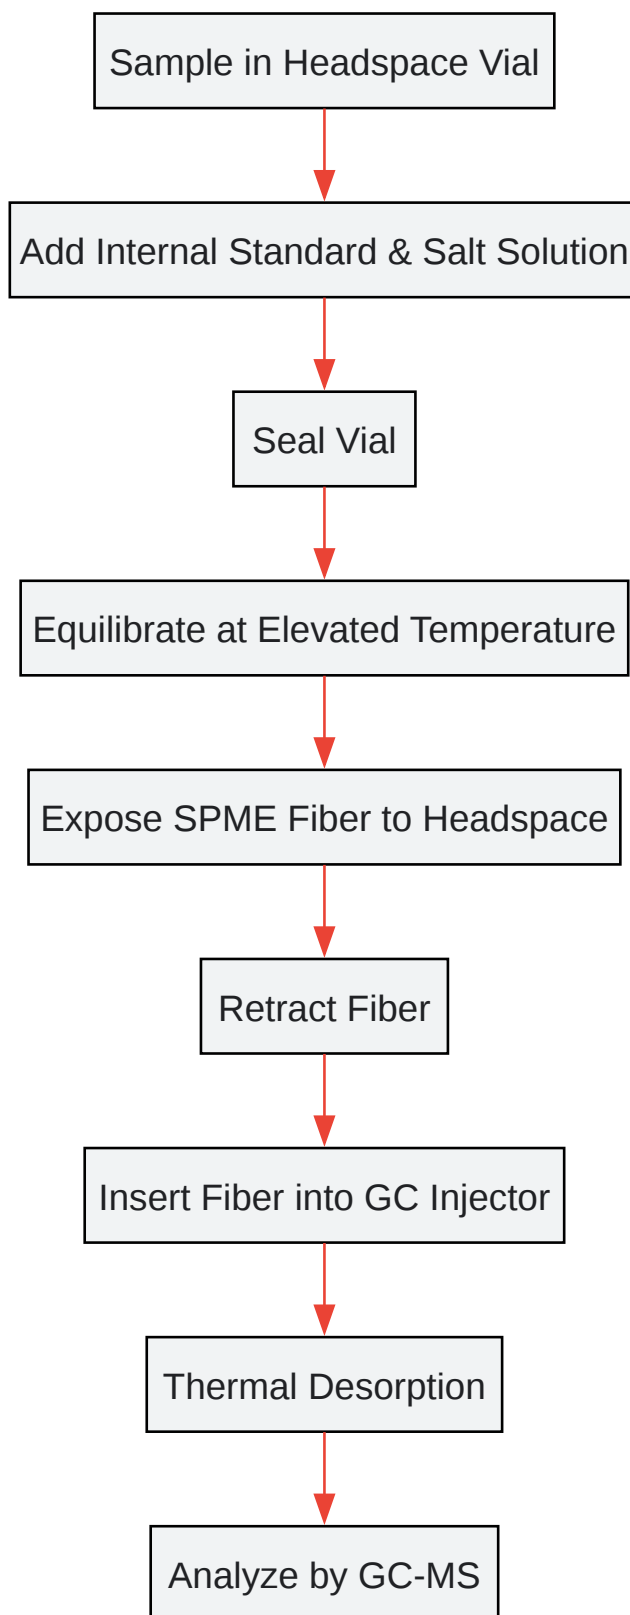 Sample in Headspace Vial
Add Internal Standard & Salt Solution
Seal Vial
Equilibrate at Elevated Temperature
Expose SPME Fiber to Headspace
Retract Fiber
Insert Fiber into GC Injector
Thermal Desorption
Analyze by GC-MS